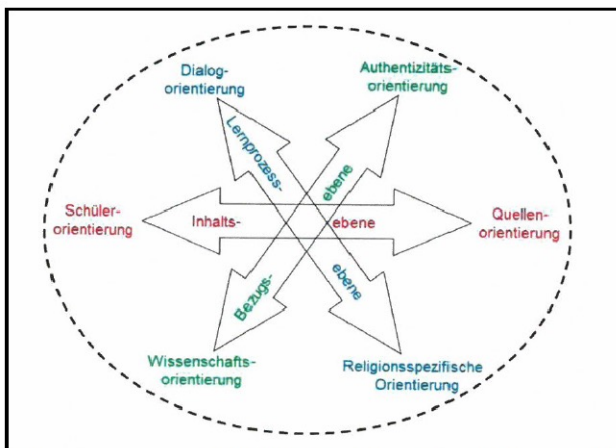 Dialog-
orientierung
Authentizitäts-
orientierung
Lernprozess-
ebene
Schüler-
orientierung
Inhalts-
ebene
Quellen-
orientierung
Bezugs-
ebene
Wissenschafts-
orientierung
Religionsspezifische
Orientierung